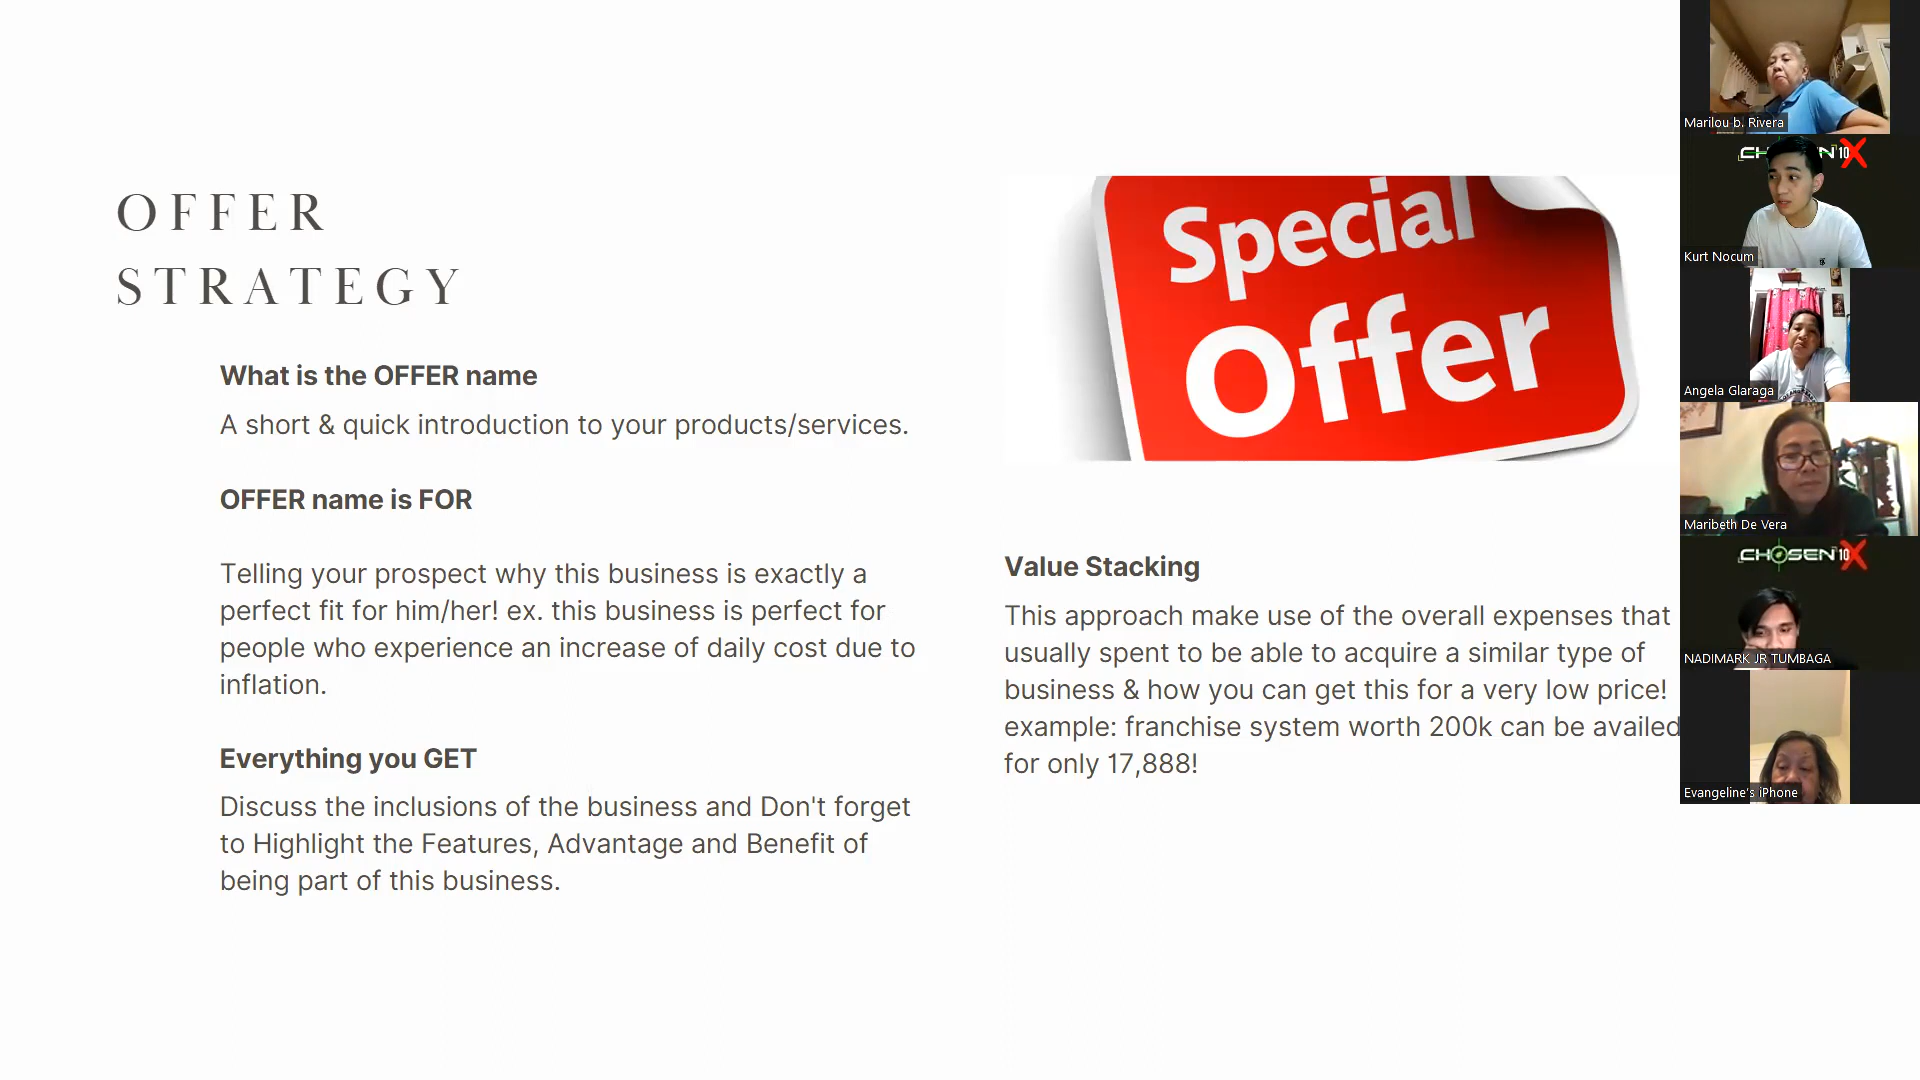 OFFER
STRATEGY
What is the OFFER name
A short & quick introduction to your products/services.
OFFER name is FOR
Telling your prospect why this business is exactly a
perfect fit for him/her! ex. this business is perfect for
people who experience an increase of daily cost due to
inflation.
Everything you GET
Discuss the inclusions of the business and Don't forget
to Highlight the Features, Advantage and Benefit of
being part of this business.
Special
Offer
Value Stacking
This approach make use of the overall expenses that
usually spent to be able to acquire a similar type of
business & how you can get this for a very low price!
example: franchise system worth 200k can be availed
for only 17,888!
Marilou b. Rivera
Kurt Nocum
Angela Glaraga
Maribeth De Vera
CHOSEN 10X
NADIMARK JR TUMBAGA
Evangeline's iPhone